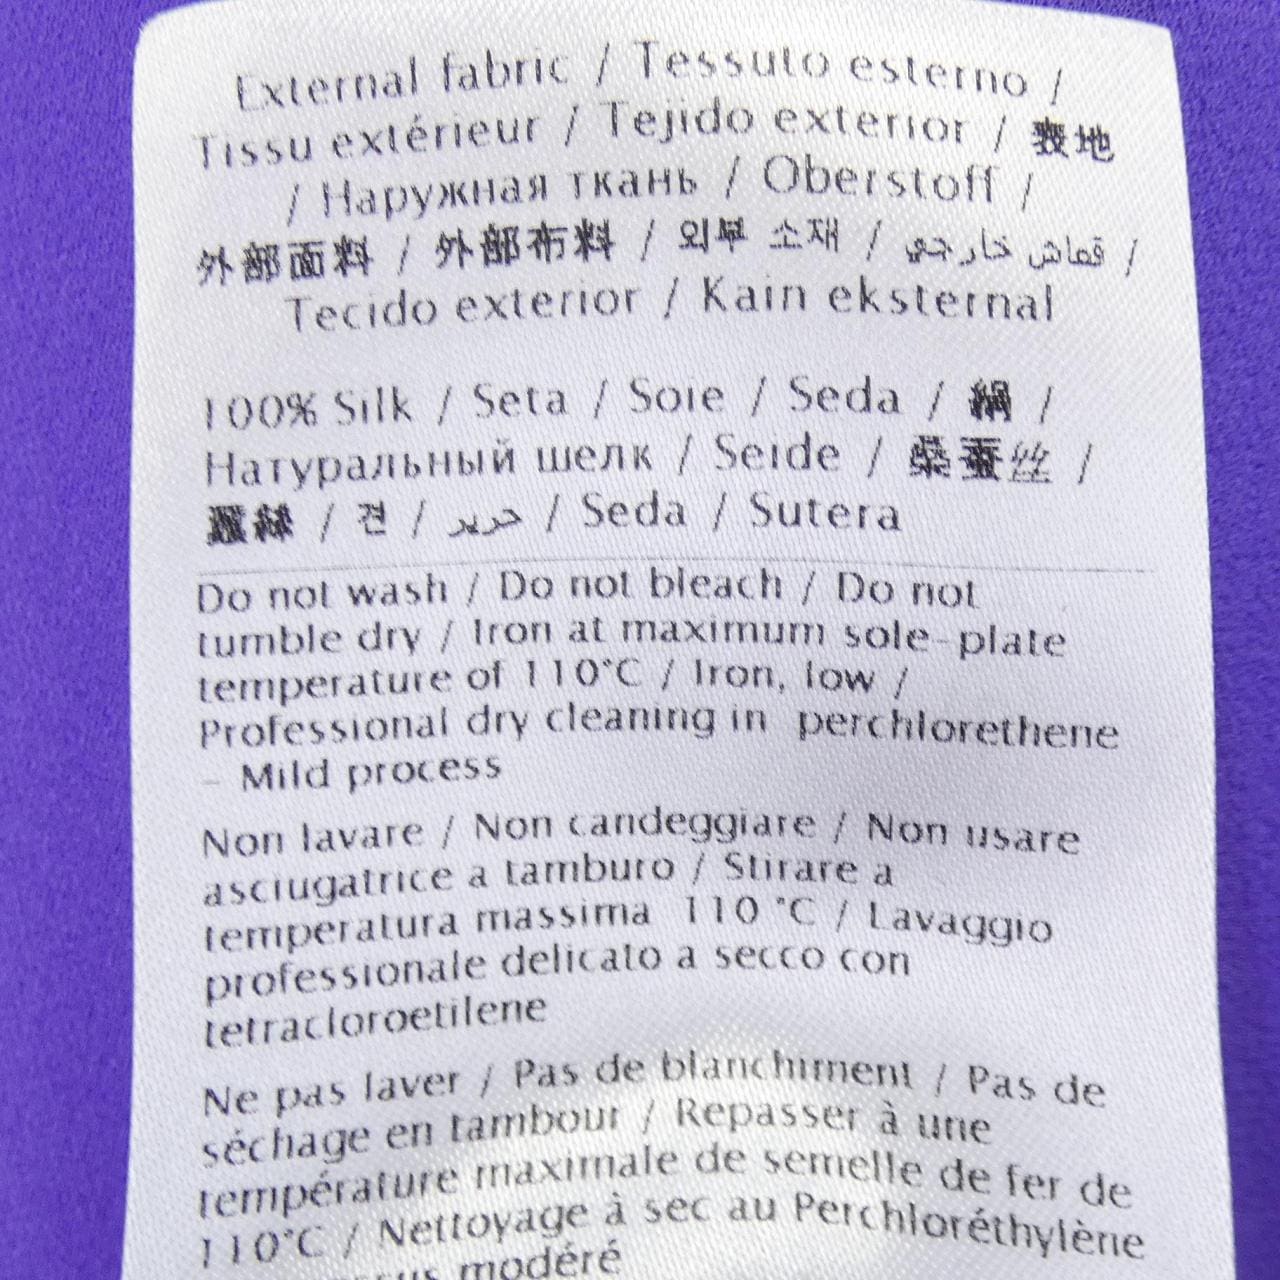 External fabric / Tessuto esterno /
Tissu extérieur / Tejido exterior / 表地
/ Наружная ткань / Oberstoff /
外部面料 / 外部布料 / 외부 소재 / قماش خارجي /
Tecido exterior / Kain eksternal
100% Silk / Seta / Soie / Seda / 絹 /
Натуральный шелк / Seide / 桑蚕丝 /
蠶絲 / 견 / حرير / Seda / Sutera
Do not wash / Do not bleach / Do not
tumble dry / Iron at maximum sole-plate
temperature of 110°C / Iron, low /
Professional dry cleaning in perchlorethene
- Mild process
Non lavare / Non candeggiare / Non usare
asciugatrice a tamburo / Stirare a
temperatura massima 110 °C / Lavaggio
professionale delicato a secco con
tetracloroetilene
Ne pas laver / Pas de blanchiment / Pas de
séchage en tambour / Repasser à une
température maximale de semelle de fer de
110°C / Nettoyage à sec au Perchloréthylène
modéré